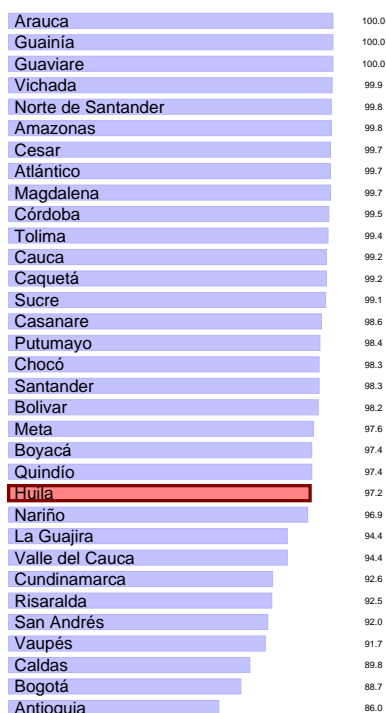 Arauca 100.0
Guainía 100.0
Guaviare 100.0
Vichada 99.9
Norte de Santander 99.8
Amazonas 99.8
Cesar 99.7
Atlántico 99.7
Magdalena 99.7
Córdoba 99.5
Tolima 99.4
Cauca 99.2
Caquetá 99.2
Sucre 99.1
Casanare 98.6
Putumayo 98.4
Chocó 98.3
Santander 98.3
Bolivar 98.2
Meta 97.6
Boyacá 97.4
Quindío 97.4
Huila 97.2
Nariño 96.9
La Guajira 94.4
Valle del Cauca 94.4
Cundinamarca 92.6
Risaralda 92.5
San Andrés 92.0
Vaupés 91.7
Caldas 89.8
Bogotá 88.7
Antioquia 86.0